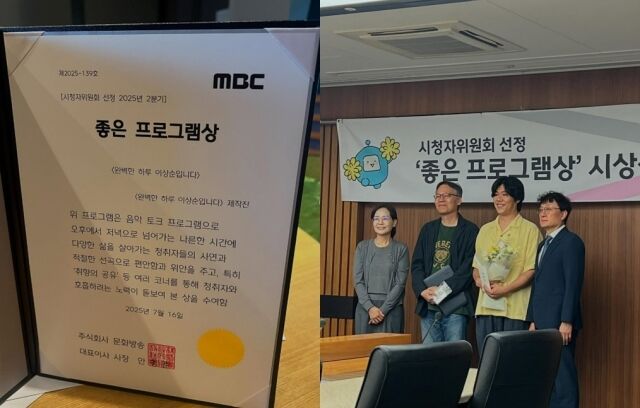 제2025-139호
MBC
[시청자위원회 선정 2025년 2분기]
좋은 프로그램상
<완벽한 하루 이상순입니다>
<완벽한 하루 이상순입니다> 제작진
위 프로그램은 음악 토크 프로그램으로
오후에서 저녁으로 넘어가는 나른한 시간에
다양한 삶을 살아가는 청취자들의 사연과
적절한 선곡으로 편안함과 위안을 주고, 특히
'취향의 공유' 등 여러 코너를 통해 청취자와
호흡하려는 노력이 돋보여 본 상을 수여함
2025년 7월 16일
주식회사 문화방송
대표이사 사장 안
시청자위원회 선정
'좋은 프로그램상' 시상